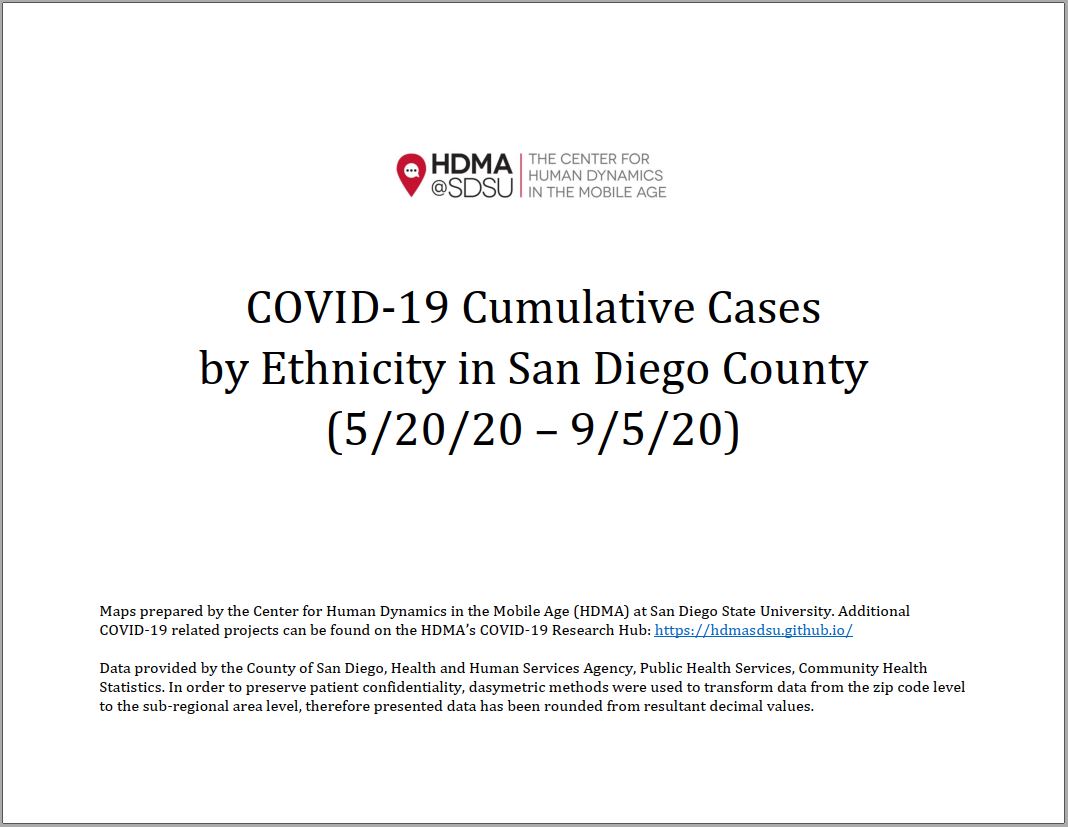 HDMA
@SDSU
THE CENTER FOR
HUMAN DYNAMICS
IN THE MOBILE AGE
COVID-19 Cumulative Cases
by Ethnicity in San Diego County
(5/20/20 – 9/5/20)
Maps prepared by the Center for Human Dynamics in the Mobile Age (HDMA) at San Diego State University. Additional
COVID-19 related projects can be found on the HDMA’s COVID-19 Research Hub: https://hdmasdsu.github.io/
Data provided by the County of San Diego, Health and Human Services Agency, Public Health Services, Community Health
Statistics. In order to preserve patient confidentiality, dasymetric methods were used to transform data from the zip code level
to the sub-regional area level, therefore presented data has been rounded from resultant decimal values.